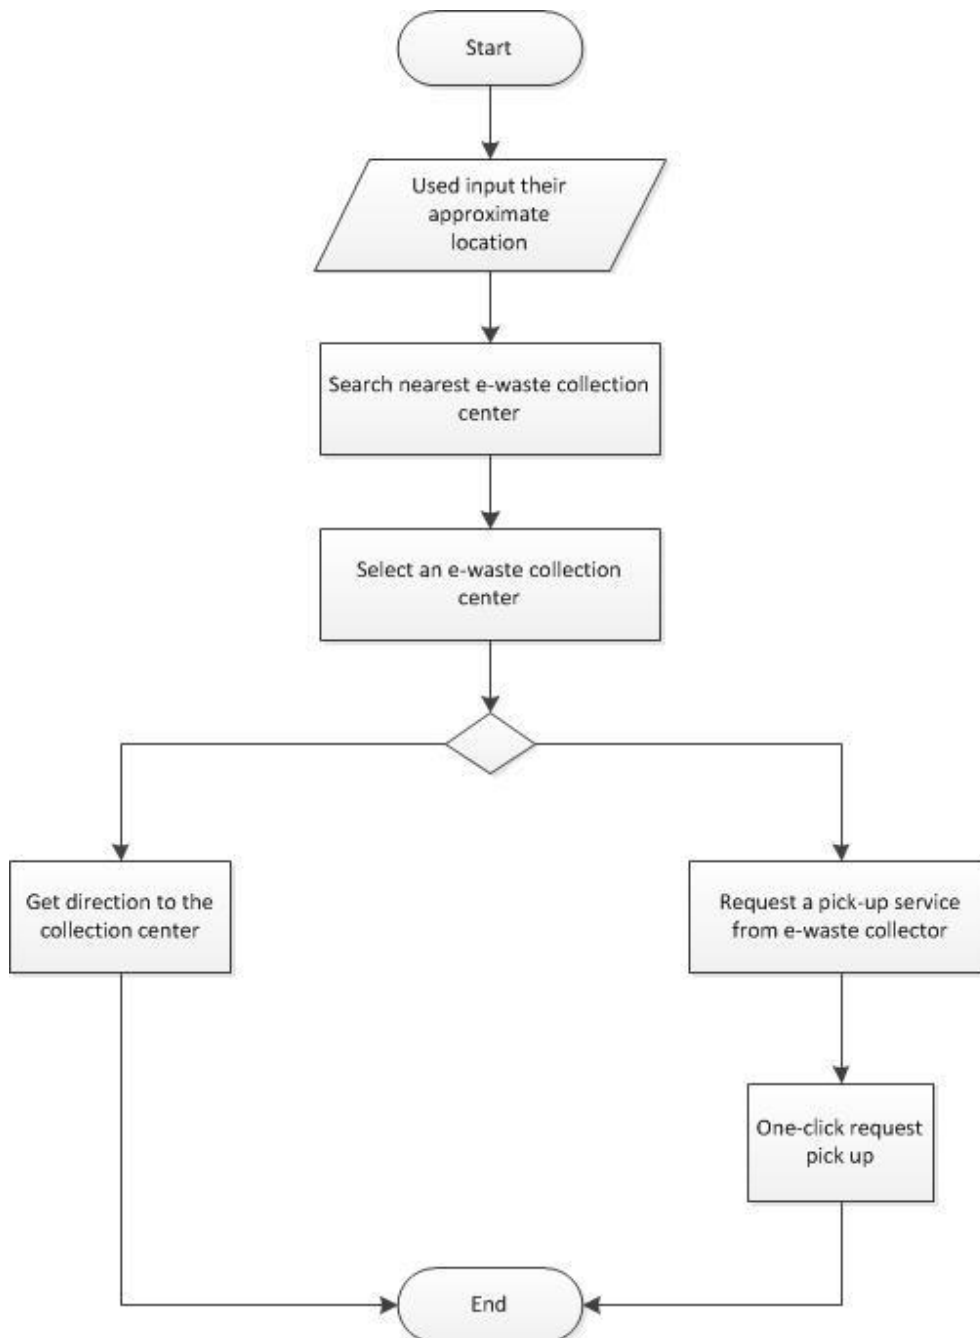 Start
Used input their
approximate
location
Search nearest e-waste collection
center
Select an e-waste collection
center
Get direction to the
collection center
Request a pick-up service
from e-waste collector
One-click request
pick up
End